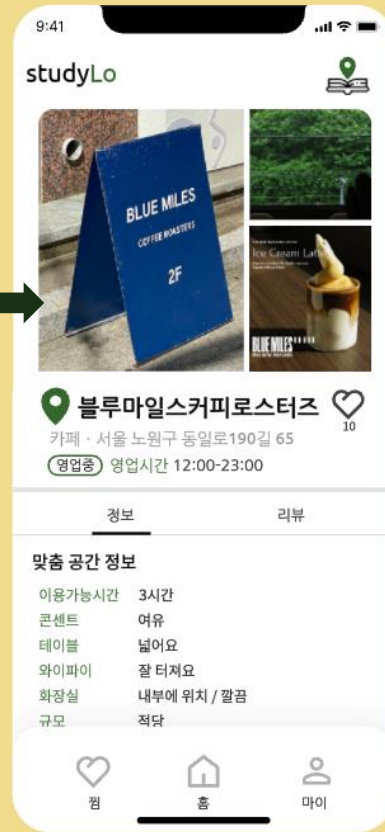 9:41
studyLo
BLUE MILES
COFFEE ROASTERS
2F
Ice Cream Latte
BLUE MILES
블루마일스커피로스터즈
10
카페 · 서울 노원구 동일로190길 65
영업중 영업시간 12:00-23:00
정보 리뷰
맞춤 공간 정보
이용가능시간 3시간
콘센트 여유
테이블 넓어요
와이파이 잘 터져요
화장실 내부에 위치 / 깔끔
규모 적당
찜 홈 마이